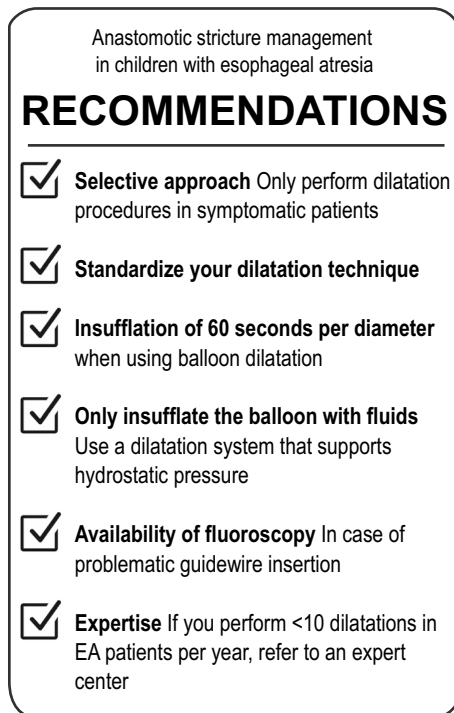 Anastomotic stricture management
in children with esophageal atresia
RECOMMENDATIONS
Selective approach Only perform dilatation
procedures in symptomatic patients
Standardize your dilatation technique
Insufflation of 60 seconds per diameter
when using balloon dilatation
Only insufflate the balloon with fluids
Use a dilatation system that supports
hydrostatic pressure
Availability of fluoroscopy In case of
problematic guidewire insertion
Expertise If you perform <10 dilatations in
EA patients per year, refer to an expert
center